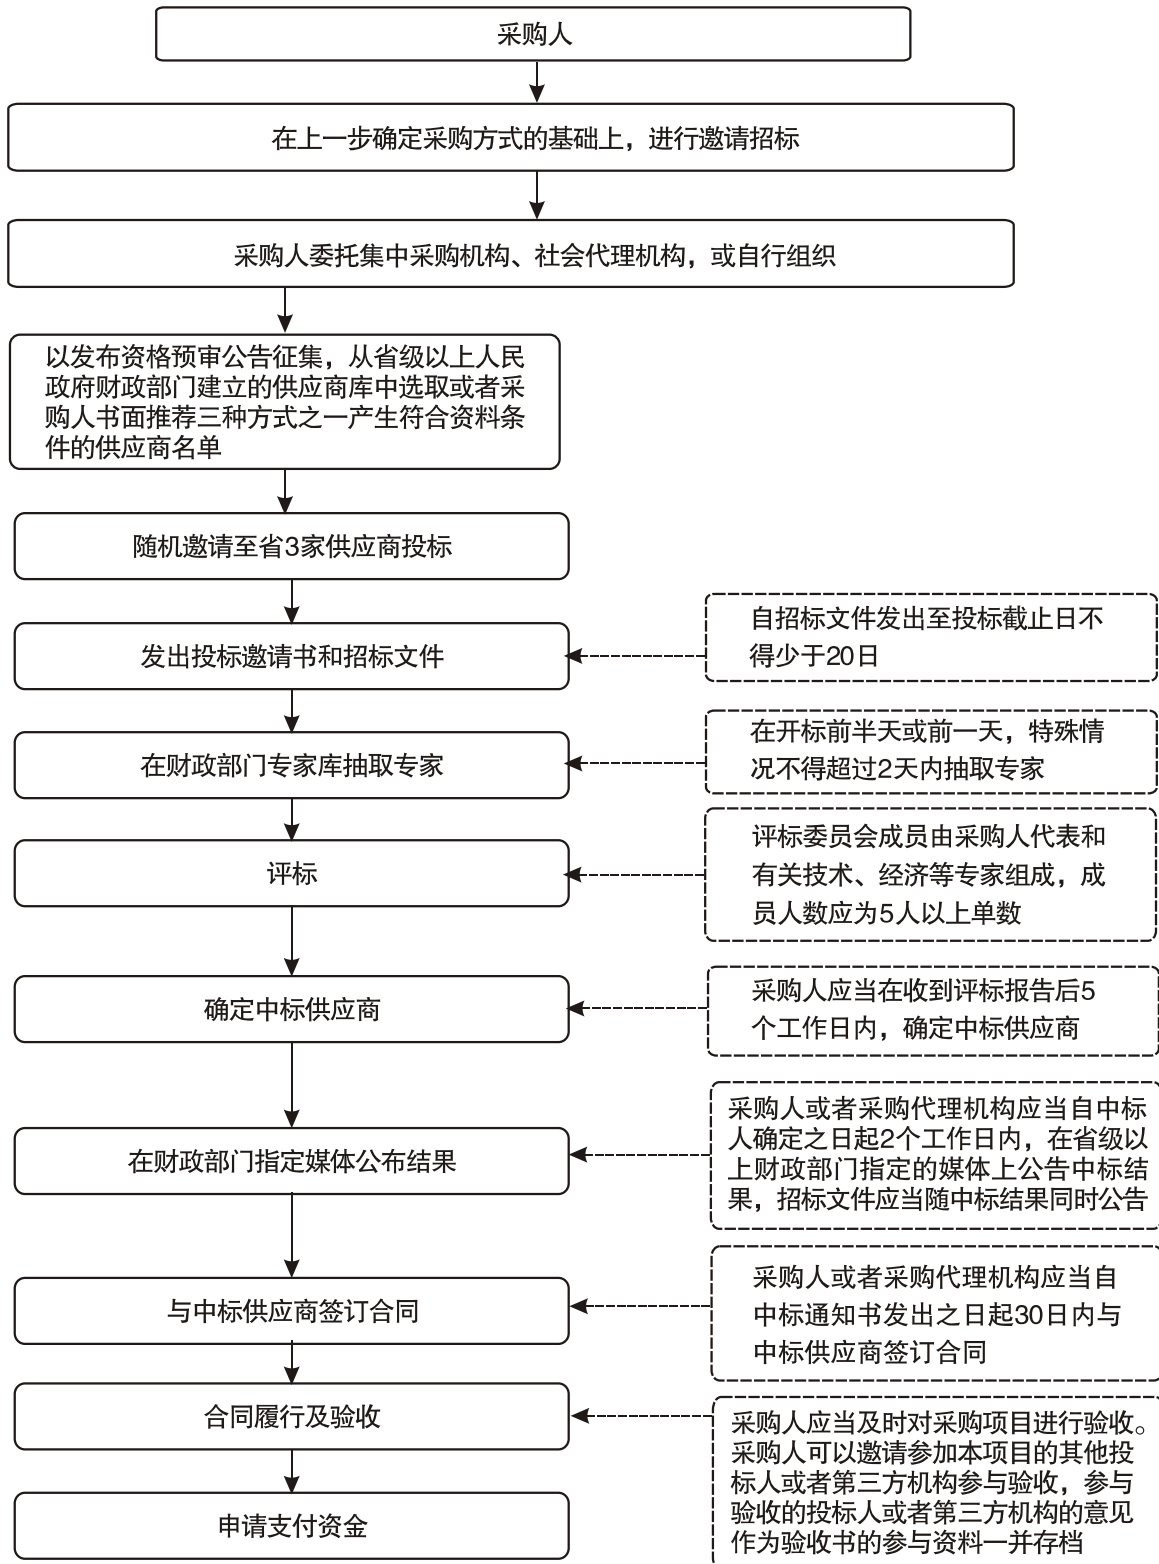 采购人
在上一步确定采购方式的基础上，进行邀请招标
采购人委托集中采购机构、社会代理机构，或自行组织
以发布资格预审公告征集，从省级以上人民
政府财政部门建立的供应商库中选取或者采
购人书面推荐三种方式之一产生符合资料条
件的供应商名单
随机邀请至省3家供应商投标
发出投标邀请书和招标文件
自招标文件发出至投标截止日不
得少于20日
在财政部门专家库抽取专家
在开标前半天或前一天，特殊情
况不得超过2天内抽取专家
评标
评标委员会成员由采购人代表和
有关技术、经济等专家组成，成
员人数应为5人以上单数
确定中标供应商
采购人应当在收到评标报告后5
个工作日内，确定中标供应商
在财政部门指定媒体公布结果
采购人或者采购代理机构应当自中标
人确定之日起2个工作日内，在省级以
上财政部门指定的媒体上公告中标结
果，招标文件应当随中标结果同时公告
与中标供应商签订合同
采购人或者采购代理机构应当自
中标通知书发出之日起30日内与
中标供应商签订合同
合同履行及验收
采购人应当及时对采购项目进行验收。
采购人可以邀请参加本项目的其他投
标人或者第三方机构参与验收，参与
验收的投标人或者第三方机构的意见
作为验收书的参与资料一并存档
申请支付资金